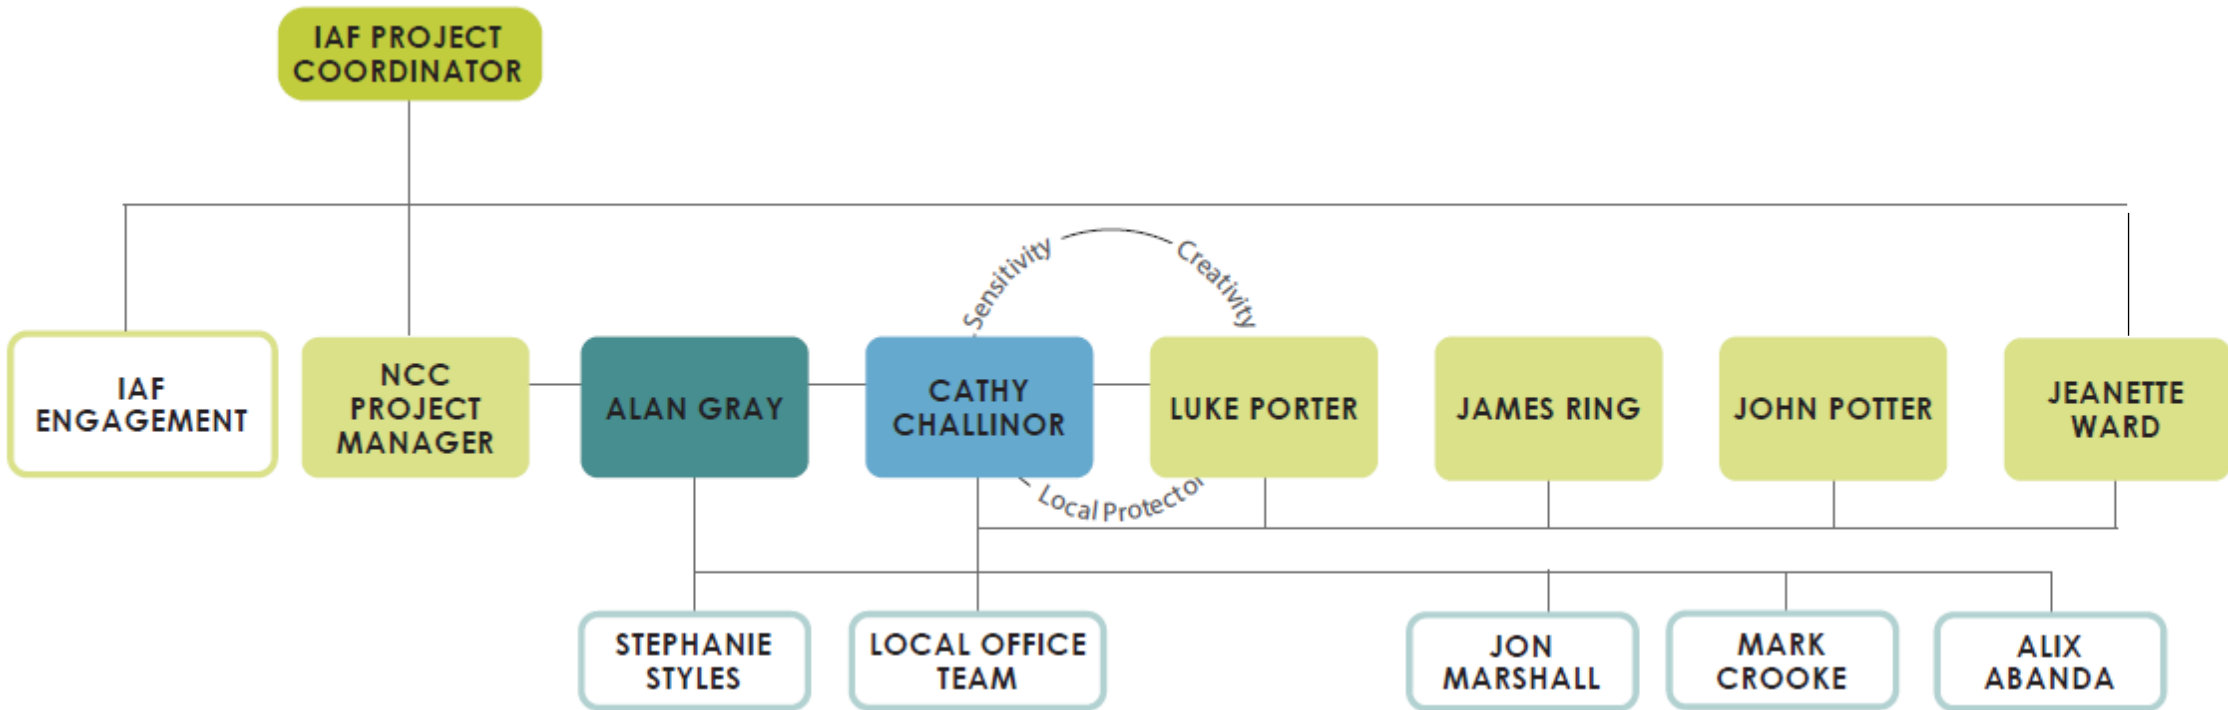 IAF PROJECT
COORDINATOR
Sensitivity
Creativity
IAF
ENGAGEMENT
NCC
PROJECT
MANAGER
ALAN GRAY
CATHY
CHALLINOR
LUKE PORTER
JAMES RING
JOHN POTTER
JEANETTE
WARD
Local Protector
STEPHANIE
STYLES
LOCAL OFFICE
TEAM
JON
MARSHALL
MARK
CROOKE
ALIX
ABANDA